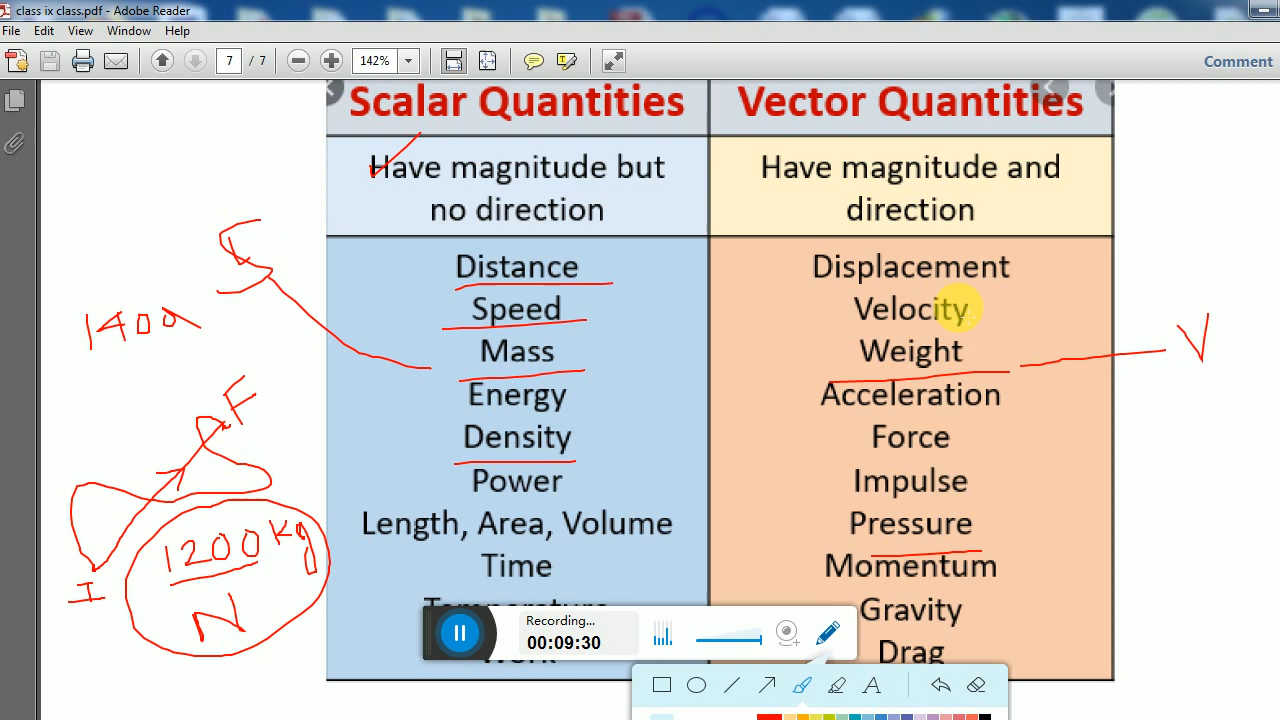 class ix class.pdf - Adobe Reader
File Edit View Window Help
7 / 7 142% Comment
Scalar Quantities Vector Quantities
Have magnitude but
no direction
Have magnitude and
direction
Distance Displacement
Speed Velocity
Mass Weight
Energy Acceleration
Density Force
Power Impulse
Length, Area, Volume Pressure
Time Momentum
Temperature Gravity
Work Drag
S
V
F
I
1200 kg
N
Recording...
00:09:30
A